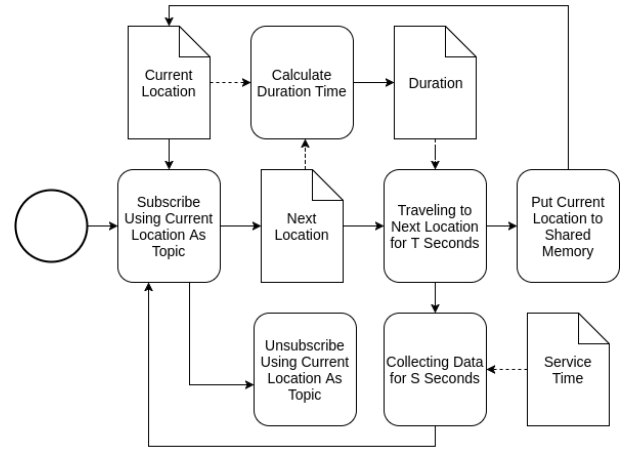 Current
Location
Calculate
Duration Time
Duration
Subscribe
Using Current
Location As
Topic
Next
Location
Traveling to
Next Location
for T Seconds
Put Current
Location to
Shared
Memory
Unsubscribe
Using Current
Location As
Topic
Collecting Data
for S Seconds
Service
Time